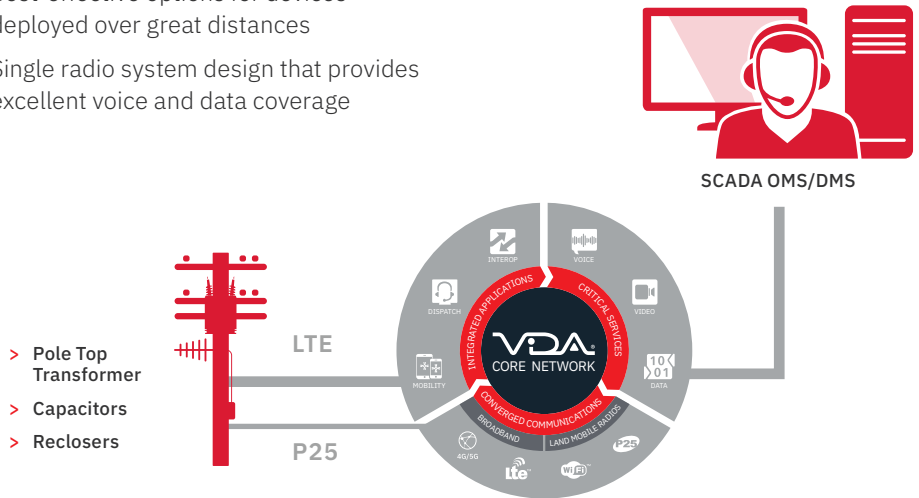 deployed over great distances
Single radio system design that provides
excellent voice and data coverage
SCADA OMS/DMS
INTEROP
VOICE
DISPATCH
VIDEO
MOBILITY
10
01
DATA
INTEGRATED APPLICATIONS
CRITICAL SERVICES
VIDA
CORE NETWORK
CONVERGED COMMUNICATIONS
BROADBAND
LAND MOBILE RADIOS
4G/5G
Lte
WiFi
P25
LTE
P25
> Pole Top
Transformer
> Capacitors
> Reclosers